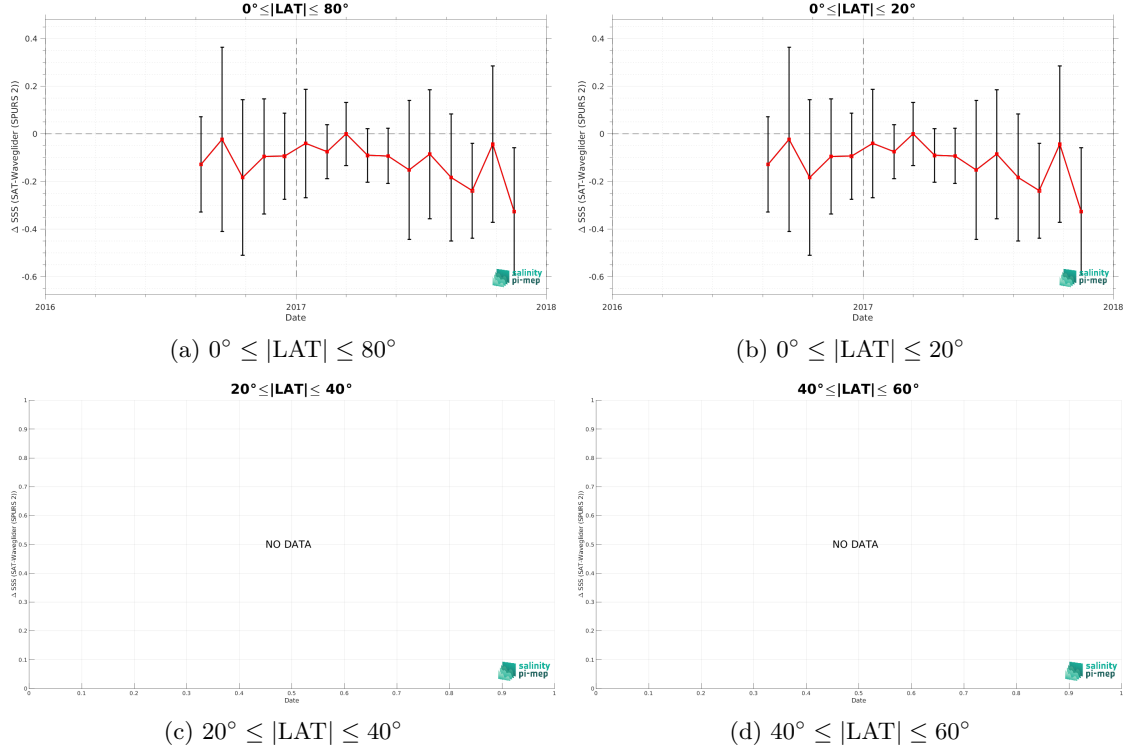 0°≤|LAT|≤ 80°
Δ SSS (SAT-Waveglider (SPURS 2))
0.4
0.2
0
-0.2
-0.4
-0.6
2016
2017
2018
Date
salinity
pi-mep
(a) 0° ≤ |LAT| ≤ 80°
0°≤|LAT|≤ 20°
Δ SSS (SAT-Waveglider (SPURS 2))
0.4
0.2
0
-0.2
-0.4
-0.6
2016
2017
2018
Date
salinity
pi-mep
(b) 0° ≤ |LAT| ≤ 20°
20°≤|LAT|≤ 40°
Δ SSS (SAT-Waveglider (SPURS 2))
1
0.9
0.8
0.7
0.6
0.5
0.4
0.3
0.2
0.1
0
NO DATA
0 0.1 0.2 0.3 0.4 0.5 0.6 0.7 0.8 0.9 1
Date
salinity
pi-mep
(c) 20° ≤ |LAT| ≤ 40°
40°≤|LAT|≤ 60°
Δ SSS (SAT-Waveglider (SPURS 2))
1
0.9
0.8
0.7
0.6
0.5
0.4
0.3
0.2
0.1
0
NO DATA
0 0.1 0.2 0.3 0.4 0.5 0.6 0.7 0.8 0.9 1
Date
salinity
pi-mep
(d) 40° ≤ |LAT| ≤ 60°